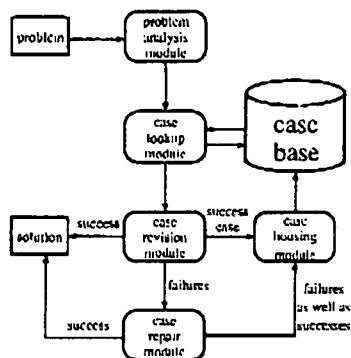 problem
problem
analysis
module
case
lookup
module
case
base
solution
success
case
revision
module
success
case
case
housing
module
failures
failures
as well as
successes
success
case
repair
module